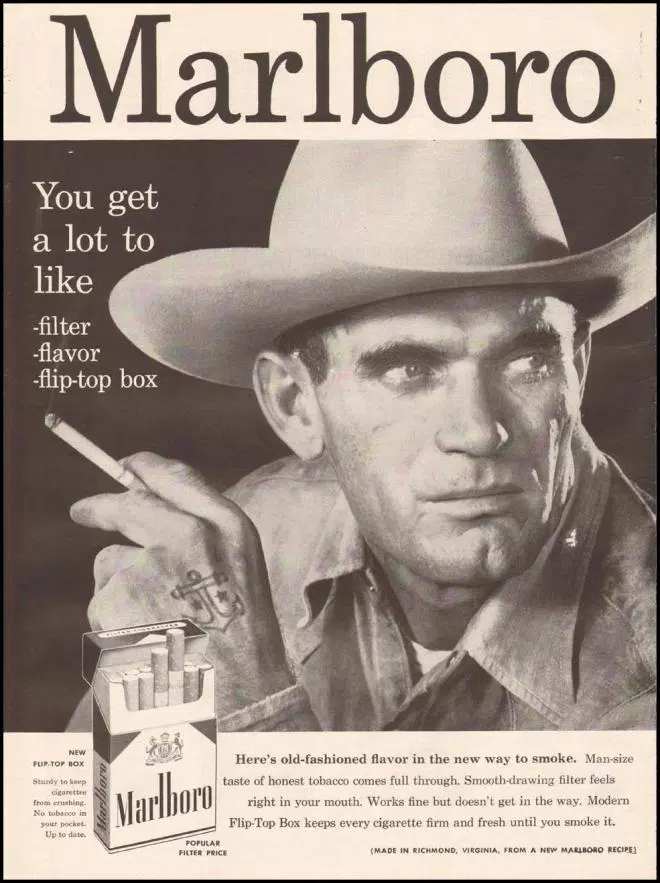 Marlboro
You get
a lot to
like
-filter
-flavor
-flip-top box
NEW
FLIP-TOP BOX
Sturdy to keep
cigarettes
from crushing.
No tobacco in
your pocket.
Up to date.
Marlboro
Marlboro
POPULAR
FILTER PRICE
Here's old-fashioned flavor in the new way to smoke. Man-size
taste of honest tobacco comes full through. Smooth-drawing filter feels
right in your mouth. Works fine but doesn't get in the way. Modern
Flip-Top Box keeps every cigarette firm and fresh until you smoke it.
(MADE IN RICHMOND, VIRGINIA, FROM A NEW MARLBORO RECIPE)